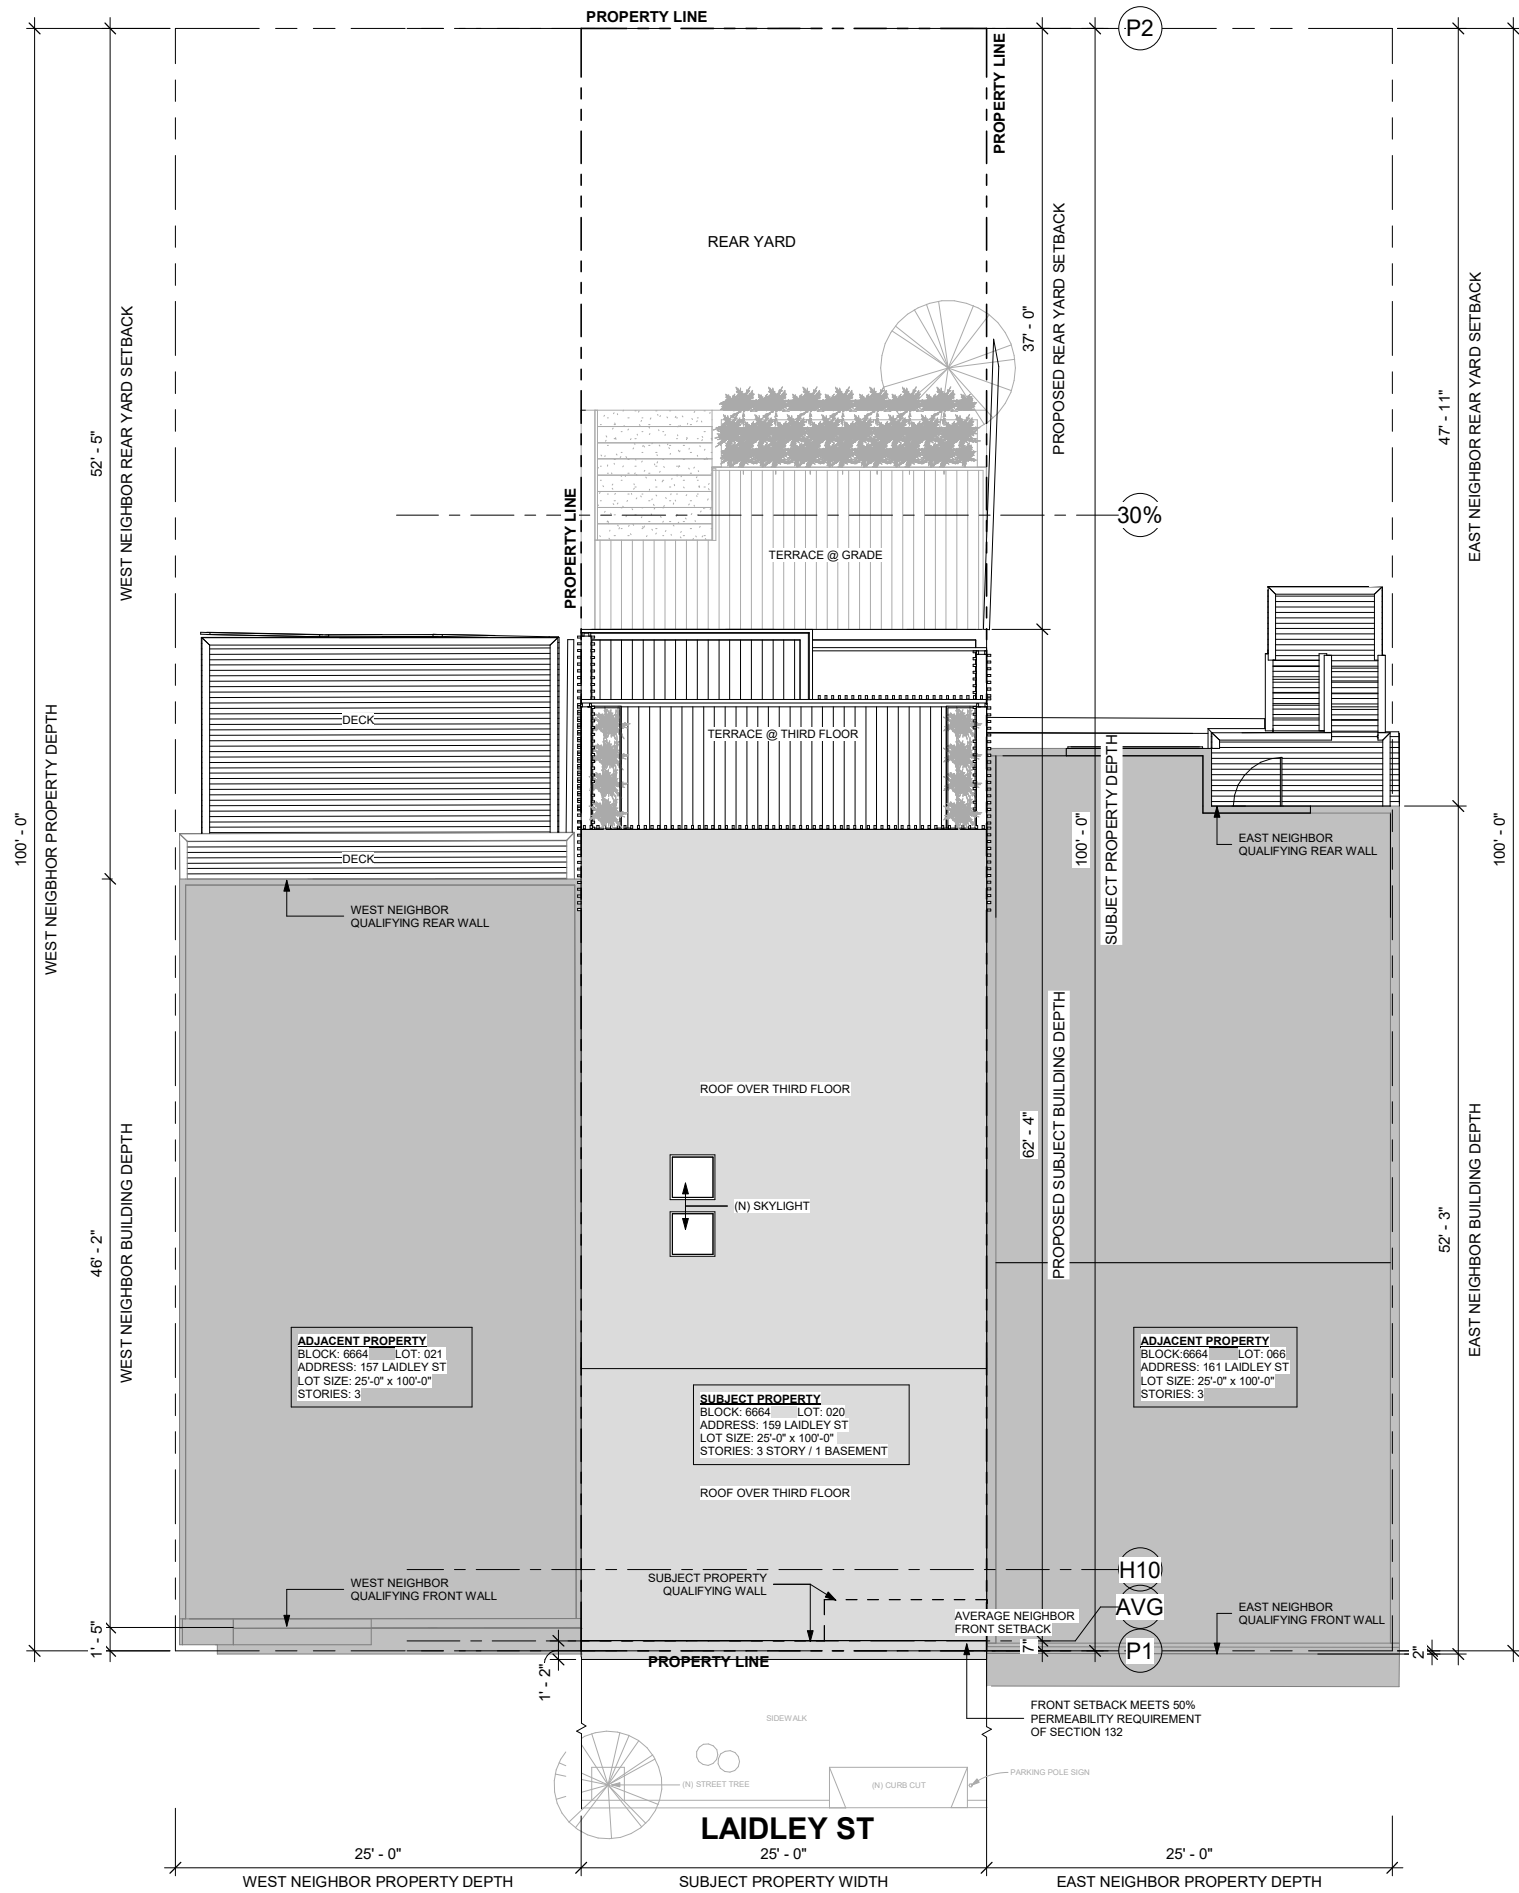 PROPERTY LINE
P2
PROPERTY LINE
REAR YARD
PROPOSED REAR YARD SETBACK
37' - 0"
WEST NEIGHBOR REAR YARD SETBACK
52' - 5"
EAST NEIGHBOR REAR YARD SETBACK
47' - 11"
PROPERTY LINE
30%
TERRACE @ GRADE
DECK
TERRACE @ THIRD FLOOR
DECK
WEST NEIGHBOR
QUALIFYING REAR WALL
EAST NEIGHBOR
QUALIFYING REAR WALL
100' - 0"
WEST NEIGBHOR PROPERTY DEPTH
100' - 0"
SUBJECT PROPERTY DEPTH
100' - 0"
ROOF OVER THIRD FLOOR
(N) SKYLIGHT
62' - 4"
PROPOSED SUBJECT BUILDING DEPTH
46' - 2"
WEST NEIGHBOR BUILDING DEPTH
52' - 3"
EAST NEIGHBOR BUILDING DEPTH
ADJACENT PROPERTY
BLOCK: 6664 LOT: 021
ADDRESS: 157 LAIDLEY ST
LOT SIZE: 25'-0" x 100'-0"
STORIES: 3
SUBJECT PROPERTY
BLOCK: 6664 LOT: 020
ADDRESS: 159 LAIDLEY ST
LOT SIZE: 25'-0" x 100'-0"
STORIES: 3 STORY / 1 BASEMENT
ADJACENT PROPERTY
BLOCK:6664 LOT: 066
ADDRESS: 161 LAIDLEY ST
LOT SIZE: 25'-0" x 100'-0"
STORIES: 3
ROOF OVER THIRD FLOOR
WEST NEIGHBOR
QUALIFYING FRONT WALL
SUBJECT PROPERTY
QUALIFYING WALL
H10
AVG
P1
AVERAGE NEIGHBOR
FRONT SETBACK
EAST NEIGHBOR
QUALIFYING FRONT WALL
1' - 5"
1' - 2"
7"
2"
PROPERTY LINE
FRONT SETBACK MEETS 50%
PERMEABILITY REQUIREMENT
OF SECTION 132
SIDEWALK
(N) STREET TREE
(N) CURB CUT
PARKING POLE SIGN
LAIDLEY ST
25' - 0"
25' - 0"
25' - 0"
WEST NEIGHBOR PROPERTY DEPTH
SUBJECT PROPERTY WIDTH
EAST NEIGHBOR PROPERTY DEPTH